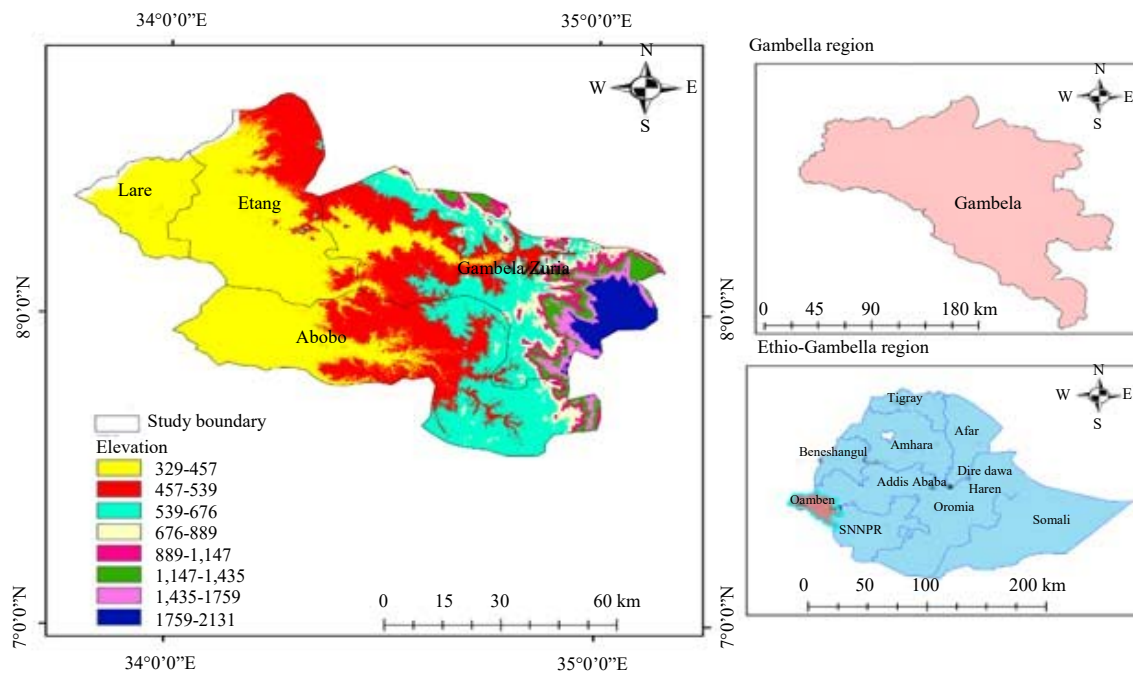 34°0’0”E
35°0’0”E
N
W
E
S
Lare
Etang
Gambela Zuria
Abobo
8°0’0”N
8°0’0”N
7°0’0”N
7°0’0”N
Study boundary
Elevation
329-457
457-539
539-676
676-889
889-1,147
1,147-1,435
1,435-1759
1759-2131
0 15 30 60 km
34°0’0”E
35°0’0”E
Gambella region
N
W
E
S
Gambela
0 45 90 180 km
Ethio-Gambella region
N
W
E
S
Tigray
Afar
Amhara
Beneshangul
Dire dawa
Addis Ababa
Haren
Oamben
Oromia
Somali
SNNPR
0 50 100 200 km